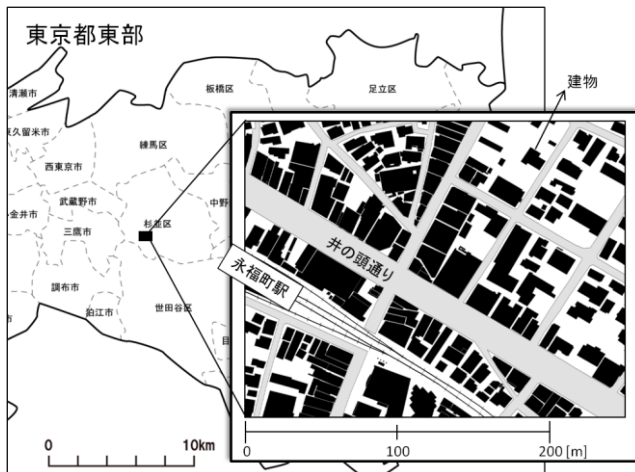 東京都東部
清瀬市
板橋区
足立区
建物
東久留米市
練馬区
西東京市
武蔵野市
中野
小金井市
杉並区
三鷹市
井の頭通り
永福町駅
調布市
世田谷区
狛江市
市
目
0 10km
0 100 200 [m]